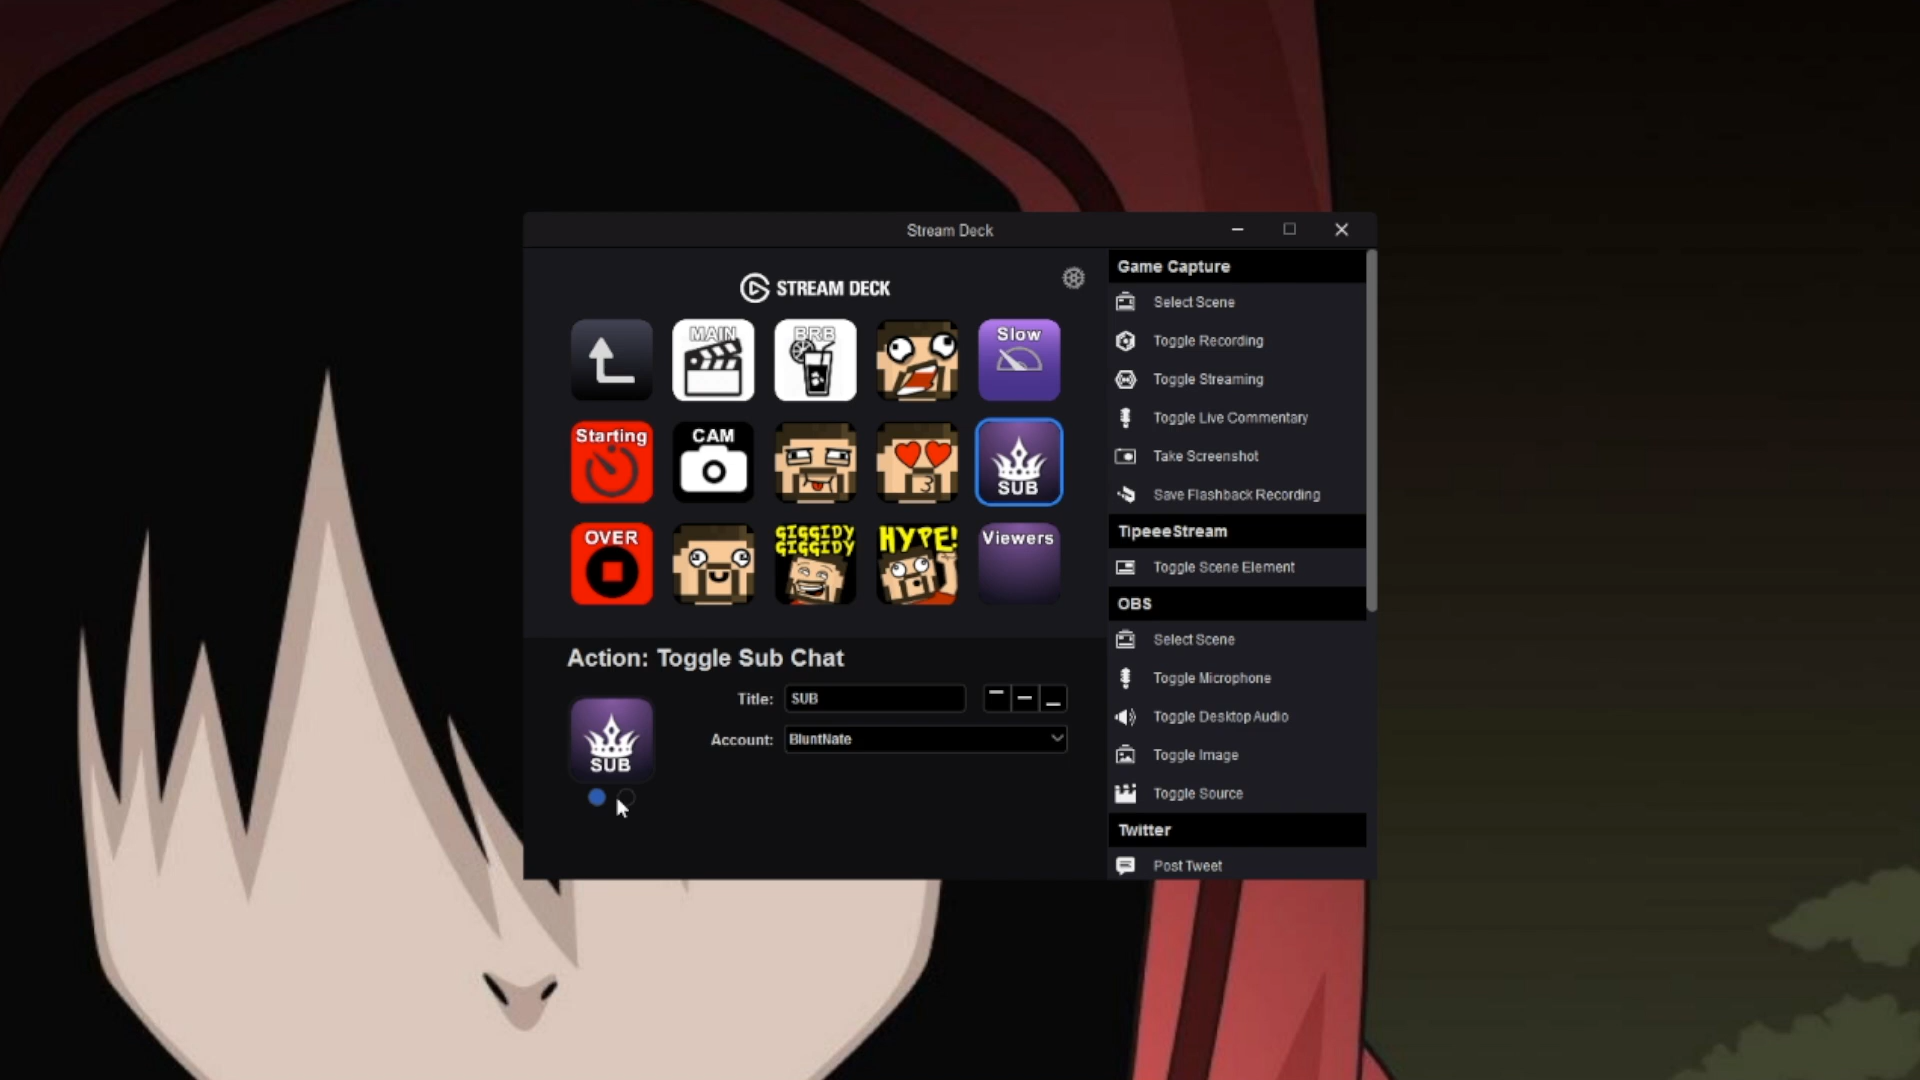 Stream Deck
STREAM DECK
MAIN
BRB
Slow
Starting
CAM
SUB
OVER
GIGGIDY
GIGGIDY
HYPE!
Viewers
Action: Toggle Sub Chat
Title: SUB
Account: BluntNate
SUB
Game Capture
Select Scene
Toggle Recording
Toggle Streaming
Toggle Live Commentary
Take Screenshot
Save Flashback Recording
TipeeeStream
Toggle Scene Element
OBS
Select Scene
Toggle Microphone
Toggle Desktop Audio
Toggle Image
Toggle Source
Twitter
Post Tweet